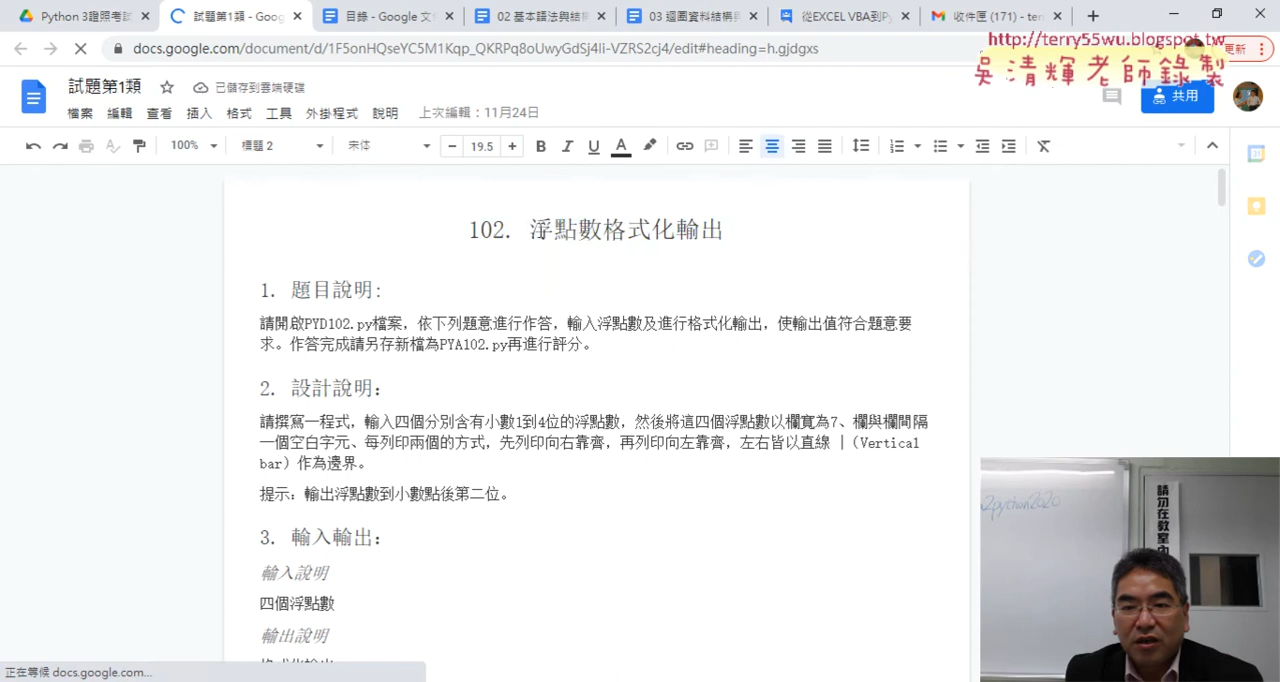 Python 3證照考試
試題第1類 - Goog
目錄 - Google 文
02 基本語法與結構
03 迴圈資料結構
從EXCEL VBA到Py
收件匣 (171) - ter
docs.google.com/document/d/1F5onHQseYC5M1Kqp_QKRPq8oUwyGdSj4Ii-VZRS2cj4/edit#heading=h.gjdgxs
更新
http://terry55wu.blogspot.tw
吳清輝老師錄製
試題第1類
已儲存到雲端硬碟
檔案 編輯 查看 插入 格式 工具 外掛程式 說明 上次編輯：11月24日
共用
100% 標題 2 宋体 19.5 B I U A
102. 浮點數格式化輸出
1. 題目說明:
請開啟PYD102.py檔案，依下列題意進行作答，輸入浮點數及進行格式化輸出，使輸出值符合題意要
求。作答完成請另存新檔為PYA102.py再進行評分。
2. 設計說明：
請撰寫一程式，輸入四個分別含有小數1到4位的浮點數，然後將這四個浮點數以欄寬為7、欄與欄間隔
一個空白字元、每列印兩個的方式，先列印向右靠齊，再列印向左靠齊，左右皆以直線 |（Vertical
bar）作為邊界。
提示：輸出浮點數到小數點後第二位。
3. 輸入輸出：
輸入說明
四個浮點數
輸出說明
格式化輸出
正在等候 docs.google.com...
2python2020
請勿在教室內